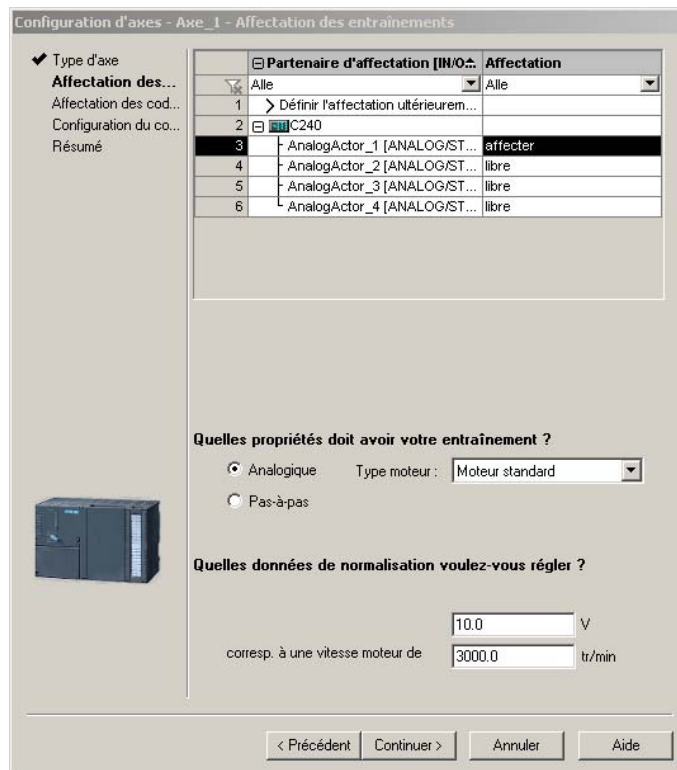 Configuration d'axes - Axe_1 - Affectation des entraînements
Type d'axe
Affectation des...
Affectation des cod...
Configuration du co...
Résumé
Partenaire d'affectation [IN/O... Affectation
Alle Alle
1 Définir l'affectation ultérieurem...
2 C240
3 AnalogActor_1 [ANALOG/ST... affecter
4 AnalogActor_2 [ANALOG/ST... libre
5 AnalogActor_3 [ANALOG/ST... libre
6 AnalogActor_4 [ANALOG/ST... libre
Quelles propriétés doit avoir votre entraînement ?
Analogique Type moteur : Moteur standard
Pas-à-pas
Quelles données de normalisation voulez-vous régler ?
10.0 V
corresp. à une vitesse moteur de 3000.0 tr/min
< Précédent Continuer > Annuler Aide